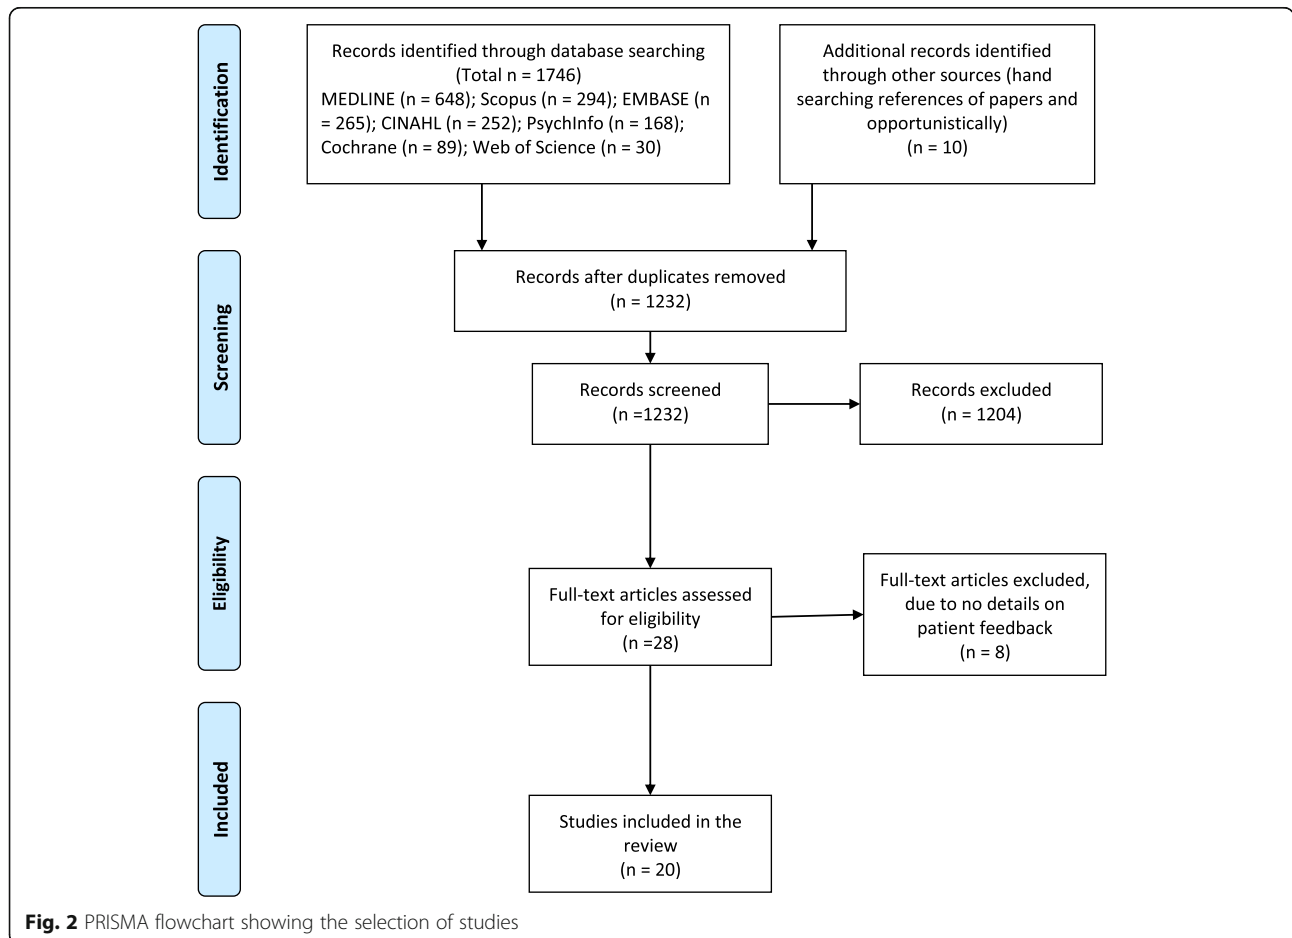 Identification
Records identified through database searching
(Total n = 1746)
MEDLINE (n = 648); Scopus (n = 294); EMBASE (n
= 265); CINAHL (n = 252); PsychInfo (n = 168);
Cochrane (n = 89); Web of Science (n = 30)
Additional records identified
through other sources (hand
searching references of papers and
opportunistically)
(n = 10)
Screening
Records after duplicates removed
(n = 1232)
Records screened
(n =1232)
Records excluded
(n = 1204)
Eligibility
Full-text articles assessed
for eligibility
(n =28)
Full-text articles excluded,
due to no details on
patient feedback
(n = 8)
Included
Studies included in the
review
(n = 20)
Fig. 2 PRISMA flowchart showing the selection of studies